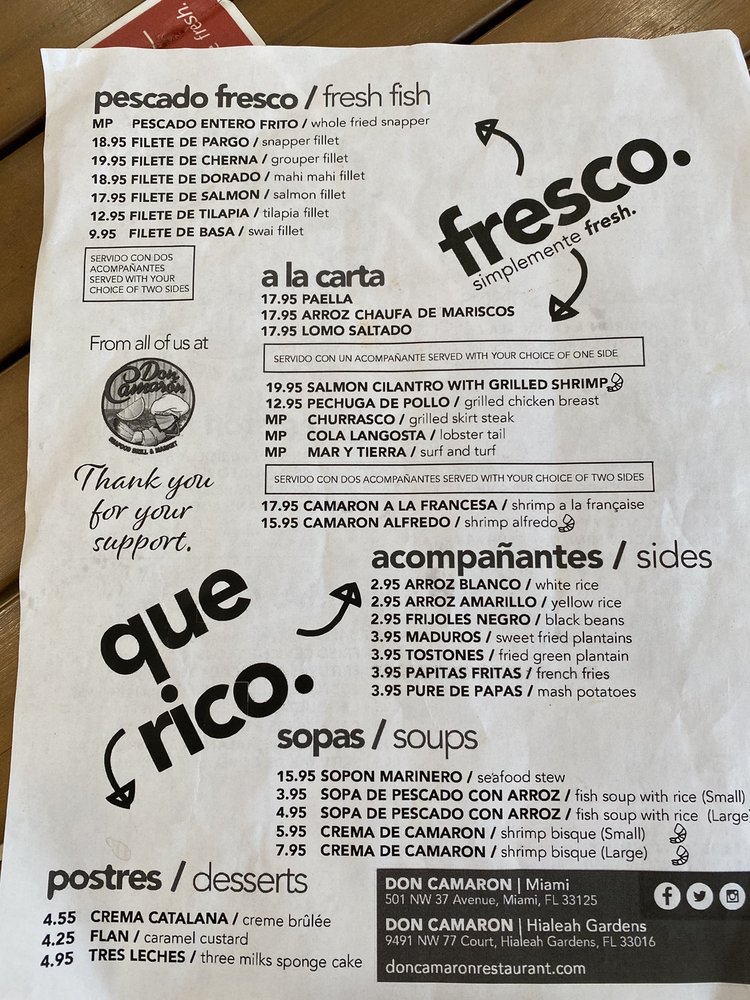 e fresh.
pescado fresco / fresh fish
MP PESCADO ENTERO FRITO / whole fried snapper
18.95 FILETE DE PARGO / snapper fillet
19.95 FILETE DE CHERNA / grouper fillet
18.95 FILETE DE DORADO / mahi mahi fillet
17.95 FILETE DE SALMON / salmon fillet
12.95 FILETE DE TILAPIA / tilapia fillet
9.95 FILETE DE BASA / swai fillet
SERVIDO CON DOS
ACOMPAÑANTES
SERVED WITH YOUR
CHOICE OF TWO SIDES
fresco.
simplemente fresh.
a la carta
17.95 PAELLA
17.95 ARROZ CHAUFA DE MARISCOS
17.95 LOMO SALTADO
SERVIDO CON UN ACOMPAÑANTE SERVED WITH YOUR CHOICE OF ONE SIDE
19.95 SALMON CILANTRO WITH GRILLED SHRIMP
12.95 PECHUGA DE POLLO / grilled chicken breast
MP CHURRASCO / grilled skirt steak
MP COLA LANGOSTA / lobster tail
MP MAR Y TIERRA / surf and turf
SERVIDO CON DOS ACOMPAÑANTES SERVED WITH YOUR CHOICE OF TWO SIDES
17.95 CAMARON A LA FRANCESA / shrimp a la française
15.95 CAMARON ALFREDO / shrimp alfredo
From all of us at
Don
Camarón
SEAFOOD GRILL & MARKET
Thank you
for your
support.
que
rico.
acompañantes / sides
2.95 ARROZ BLANCO / white rice
2.95 ARROZ AMARILLO / yellow rice
2.95 FRIJOLES NEGRO / black beans
3.95 MADUROS / sweet fried plantains
3.95 TOSTONES / fried green plantain
3.95 PAPITAS FRITAS / french fries
3.95 PURE DE PAPAS / mash potatoes
sopas / soups
15.95 SOPON MARINERO / seafood stew
3.95 SOPA DE PESCADO CON ARROZ / fish soup with rice (Small)
4.95 SOPA DE PESCADO CON ARROZ / fish soup with rice (Large
5.95 CREMA DE CAMARON / shrimp bisque (Small)
7.95 CREMA DE CAMARON / shrimp bisque (Large)
postres / desserts
4.55 CREMA CATALANA / creme brûlée
4.25 FLAN / caramel custard
4.95 TRES LECHES / three milks sponge cake
DON CAMARON | Miami
501 NW 37 Avenue, Miami, FL 33125
DON CAMARON | Hialeah Gardens
9491 NW 77 Court, Hialeah Gardens, FL 33016
doncamaronrestaurant.com